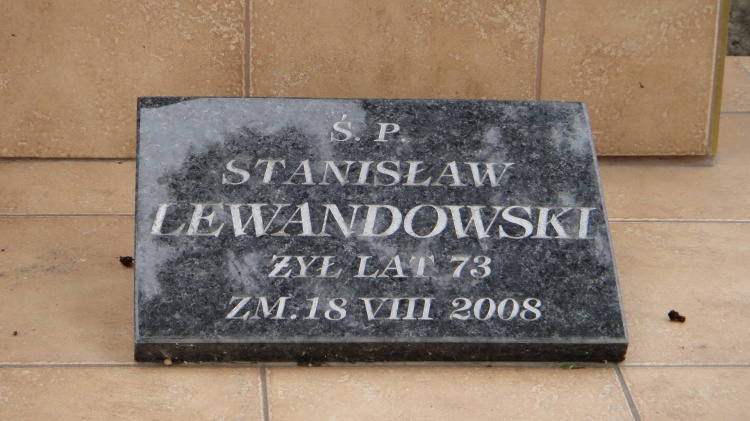 Ś. P.
STANISŁAW
LEWANDOWSKI
ŻYŁ LAT 73
ZM. 18 VIII 2008